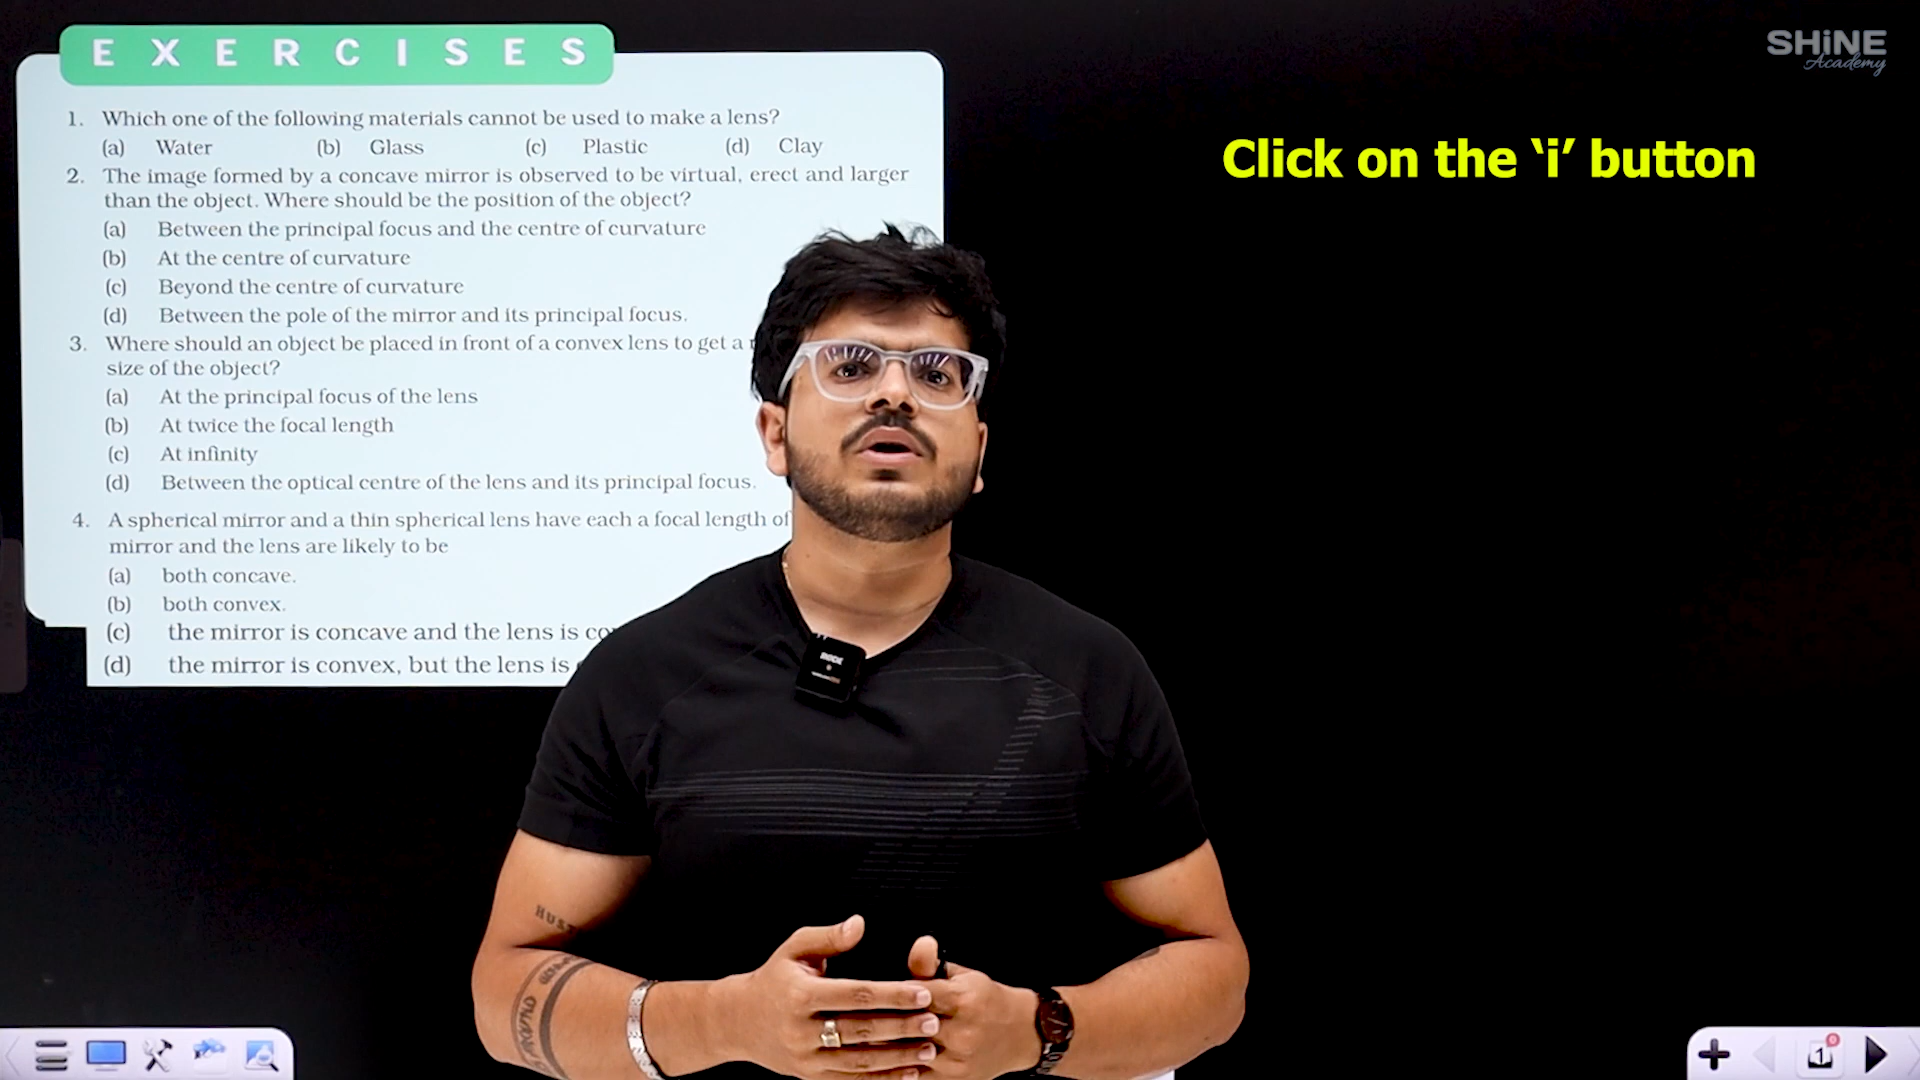 E X E R C I S E S
SHiNE
Academy
1. Which one of the following materials cannot be used to make a lens?
(a) Water (b) Glass (c) Plastic (d) Clay
Click on the ‘i’ button
2. The image formed by a concave mirror is observed to be virtual, erect and larger
than the object. Where should be the position of the object?
(a) Between the principal focus and the centre of curvature
(b) At the centre of curvature
(c) Beyond the centre of curvature
(d) Between the pole of the mirror and its principal focus.
3. Where should an object be placed in front of a convex lens to get a
size of the object?
(a) At the principal focus of the lens
(b) At twice the focal length
(c) At infinity
(d) Between the optical centre of the lens and its principal focus.
4. A spherical mirror and a thin spherical lens have each a focal length of
mirror and the lens are likely to be
(a) both concave.
(b) both convex.
(c) the mirror is concave and the lens is
(d) the mirror is convex, but the lens is
1